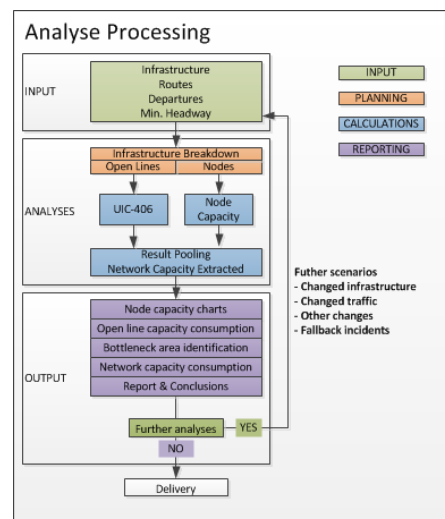 Analyse Processing
INPUT
Infrastructure
Routes
Departures
Min. Headway
INPUT
PLANNING
CALCULATIONS
REPORTING
ANALYSES
Infrastructure Breakdown
Open Lines
Nodes
UIC-406
Node
Capacity
Result Pooling
Network Capacity Extracted
Futher scenarios
- Changed infrastructure
- Changed traffic
- Other changes
- Fallback incidents
OUTPUT
Node capacity charts
Open line capacity consumption
Bottleneck area identification
Network capacity consumption
Report & Conclusions
Further analyses
YES
NO
Delivery